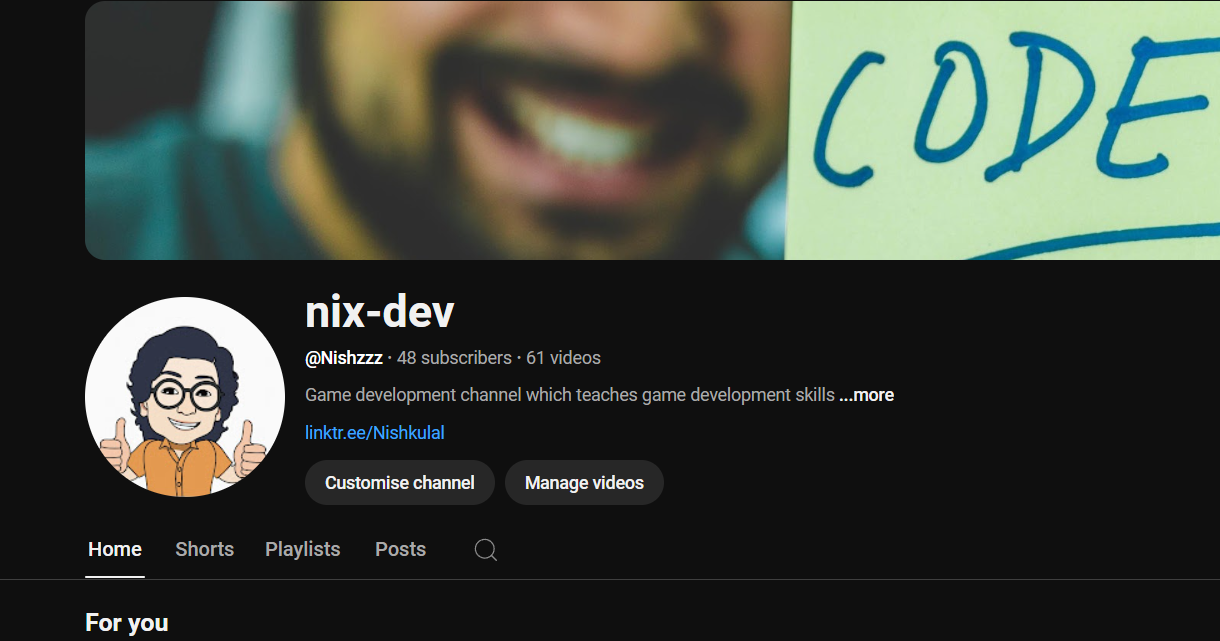 CODE
nix-dev
@Nishzzz · 48 subscribers · 61 videos
Game development channel which teaches game development skills ...more
linktr.ee/Nishkulal
Customise channel Manage videos
Home Shorts Playlists Posts
For you